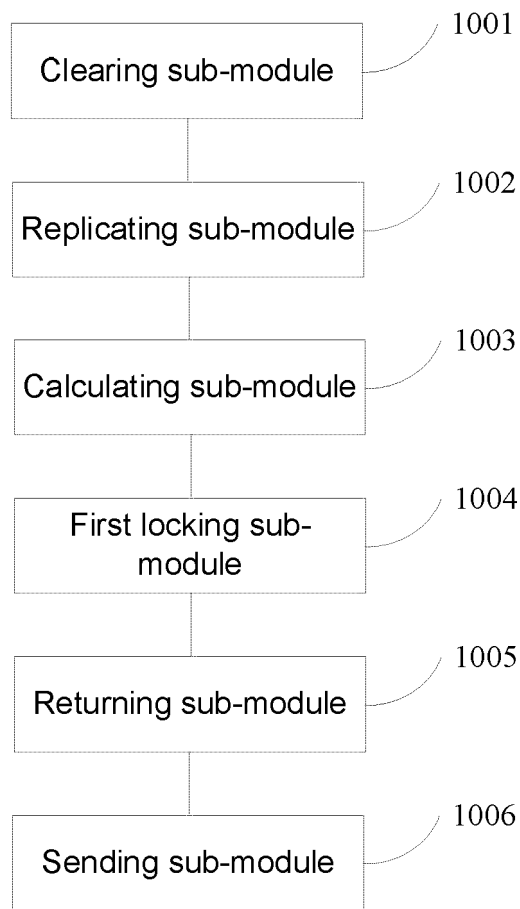 1001
Clearing sub-module
1002
Replicating sub-module
1003
Calculating sub-module
1004
First locking sub-
module
1005
Returning sub-module
1006
Sending sub-module